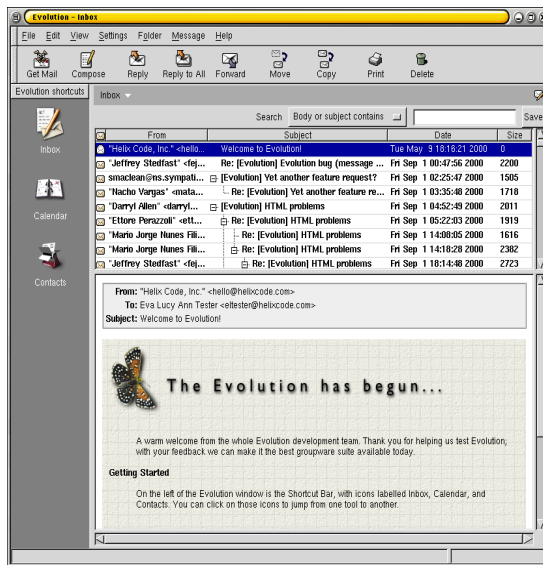 Evolution - Inbox
File Edit View Settings Folder Message Help
Get Mail Compose Reply Reply to All Forward Move Copy Print Delete
Evolution shortcuts
Inbox
Search Body or subject contains Save
From Subject Date Size
"Helix Code, Inc." <hello... Welcome to Evolution! Tue May 9 18:16:21 2000 0
"Jeffrey Stedfast" <fej... Re: [Evolution] Evolution bug (message ... Fri Sep 1 00:47:56 2000 2200
smaclean@ns.sympati... [Evolution] Yet another feature request? Fri Sep 1 02:25:47 2000 1505
"Nacho Vargas" <mata... Re: [Evolution] Yet another feature re... Fri Sep 1 03:35:48 2000 1718
"Darryl Allen" <darryl... [Evolution] HTML problems Fri Sep 1 04:52:49 2000 2011
"Ettore Perazzoli" <ett... Re: [Evolution] HTML problems Fri Sep 1 05:22:03 2000 1919
"Mario Jorge Nunes Fili... Re: [Evolution] HTML problems Fri Sep 1 14:08:05 2000 1616
"Mario Jorge Nunes Fili... Re: [Evolution] HTML problems Fri Sep 1 14:18:28 2000 2382
"Jeffrey Stedfast" <fej... Re: [Evolution] HTML problems Fri Sep 1 18:14:48 2000 2723
Inbox
Calendar
Contacts
From: "Helix Code, Inc." <hello@helixcode.com>
To: Eva Lucy Ann Tester <eltester@helixcode.com>
Subject: Welcome to Evolution!
The Evolution has begun...
A warm welcome from the whole Evolution development team. Thank you for helping us test Evolution;
with your feedback we can make it the best groupware suite available today.
Getting Started
On the left of the Evolution window is the Shortcut Bar, with icons labelled Inbox, Calendar, and
Contacts. You can click on those icons to jump from one tool to another.